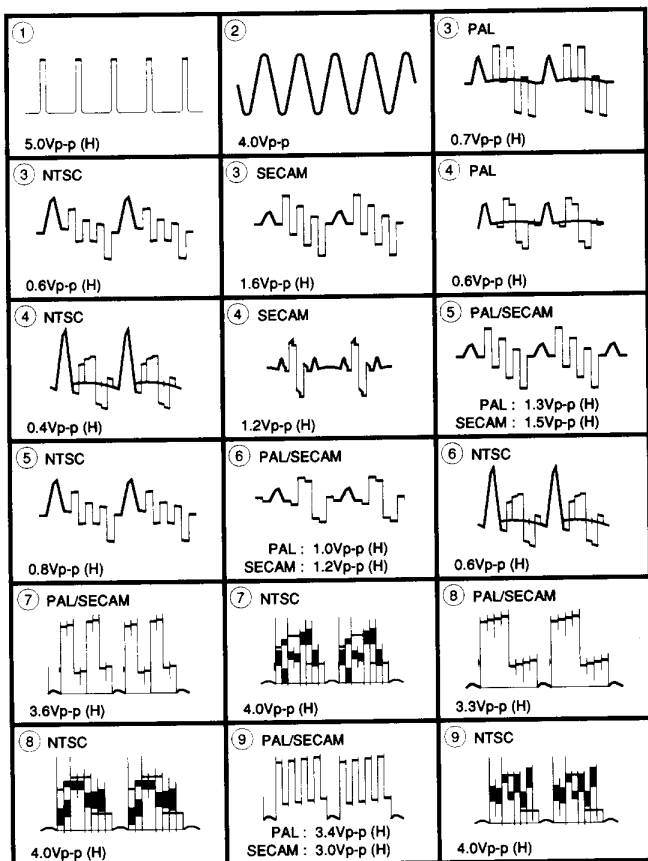 ① 
5.0Vp-p (H)
② 
4.0Vp-p
③ PAL
0.7Vp-p (H)
③ NTSC
0.6Vp-p (H)
③ SECAM
1.6Vp-p (H)
④ PAL
0.6Vp-p (H)
④ NTSC
0.4Vp-p (H)
④ SECAM
1.2Vp-p (H)
⑤ PAL/SECAM
PAL : 1.3Vp-p (H)
SECAM : 1.5Vp-p (H)
⑤ NTSC
0.8Vp-p (H)
⑥ PAL/SECAM
PAL : 1.0Vp-p (H)
SECAM : 1.2Vp-p (H)
⑥ NTSC
0.6Vp-p (H)
⑦ PAL/SECAM
3.6Vp-p (H)
⑦ NTSC
4.0Vp-p (H)
⑧ PAL/SECAM
3.3Vp-p (H)
⑧ NTSC
4.0Vp-p (H)
⑨ PAL/SECAM
PAL : 3.4Vp-p (H)
SECAM : 3.0Vp-p (H)
⑨ NTSC
4.0Vp-p (H)